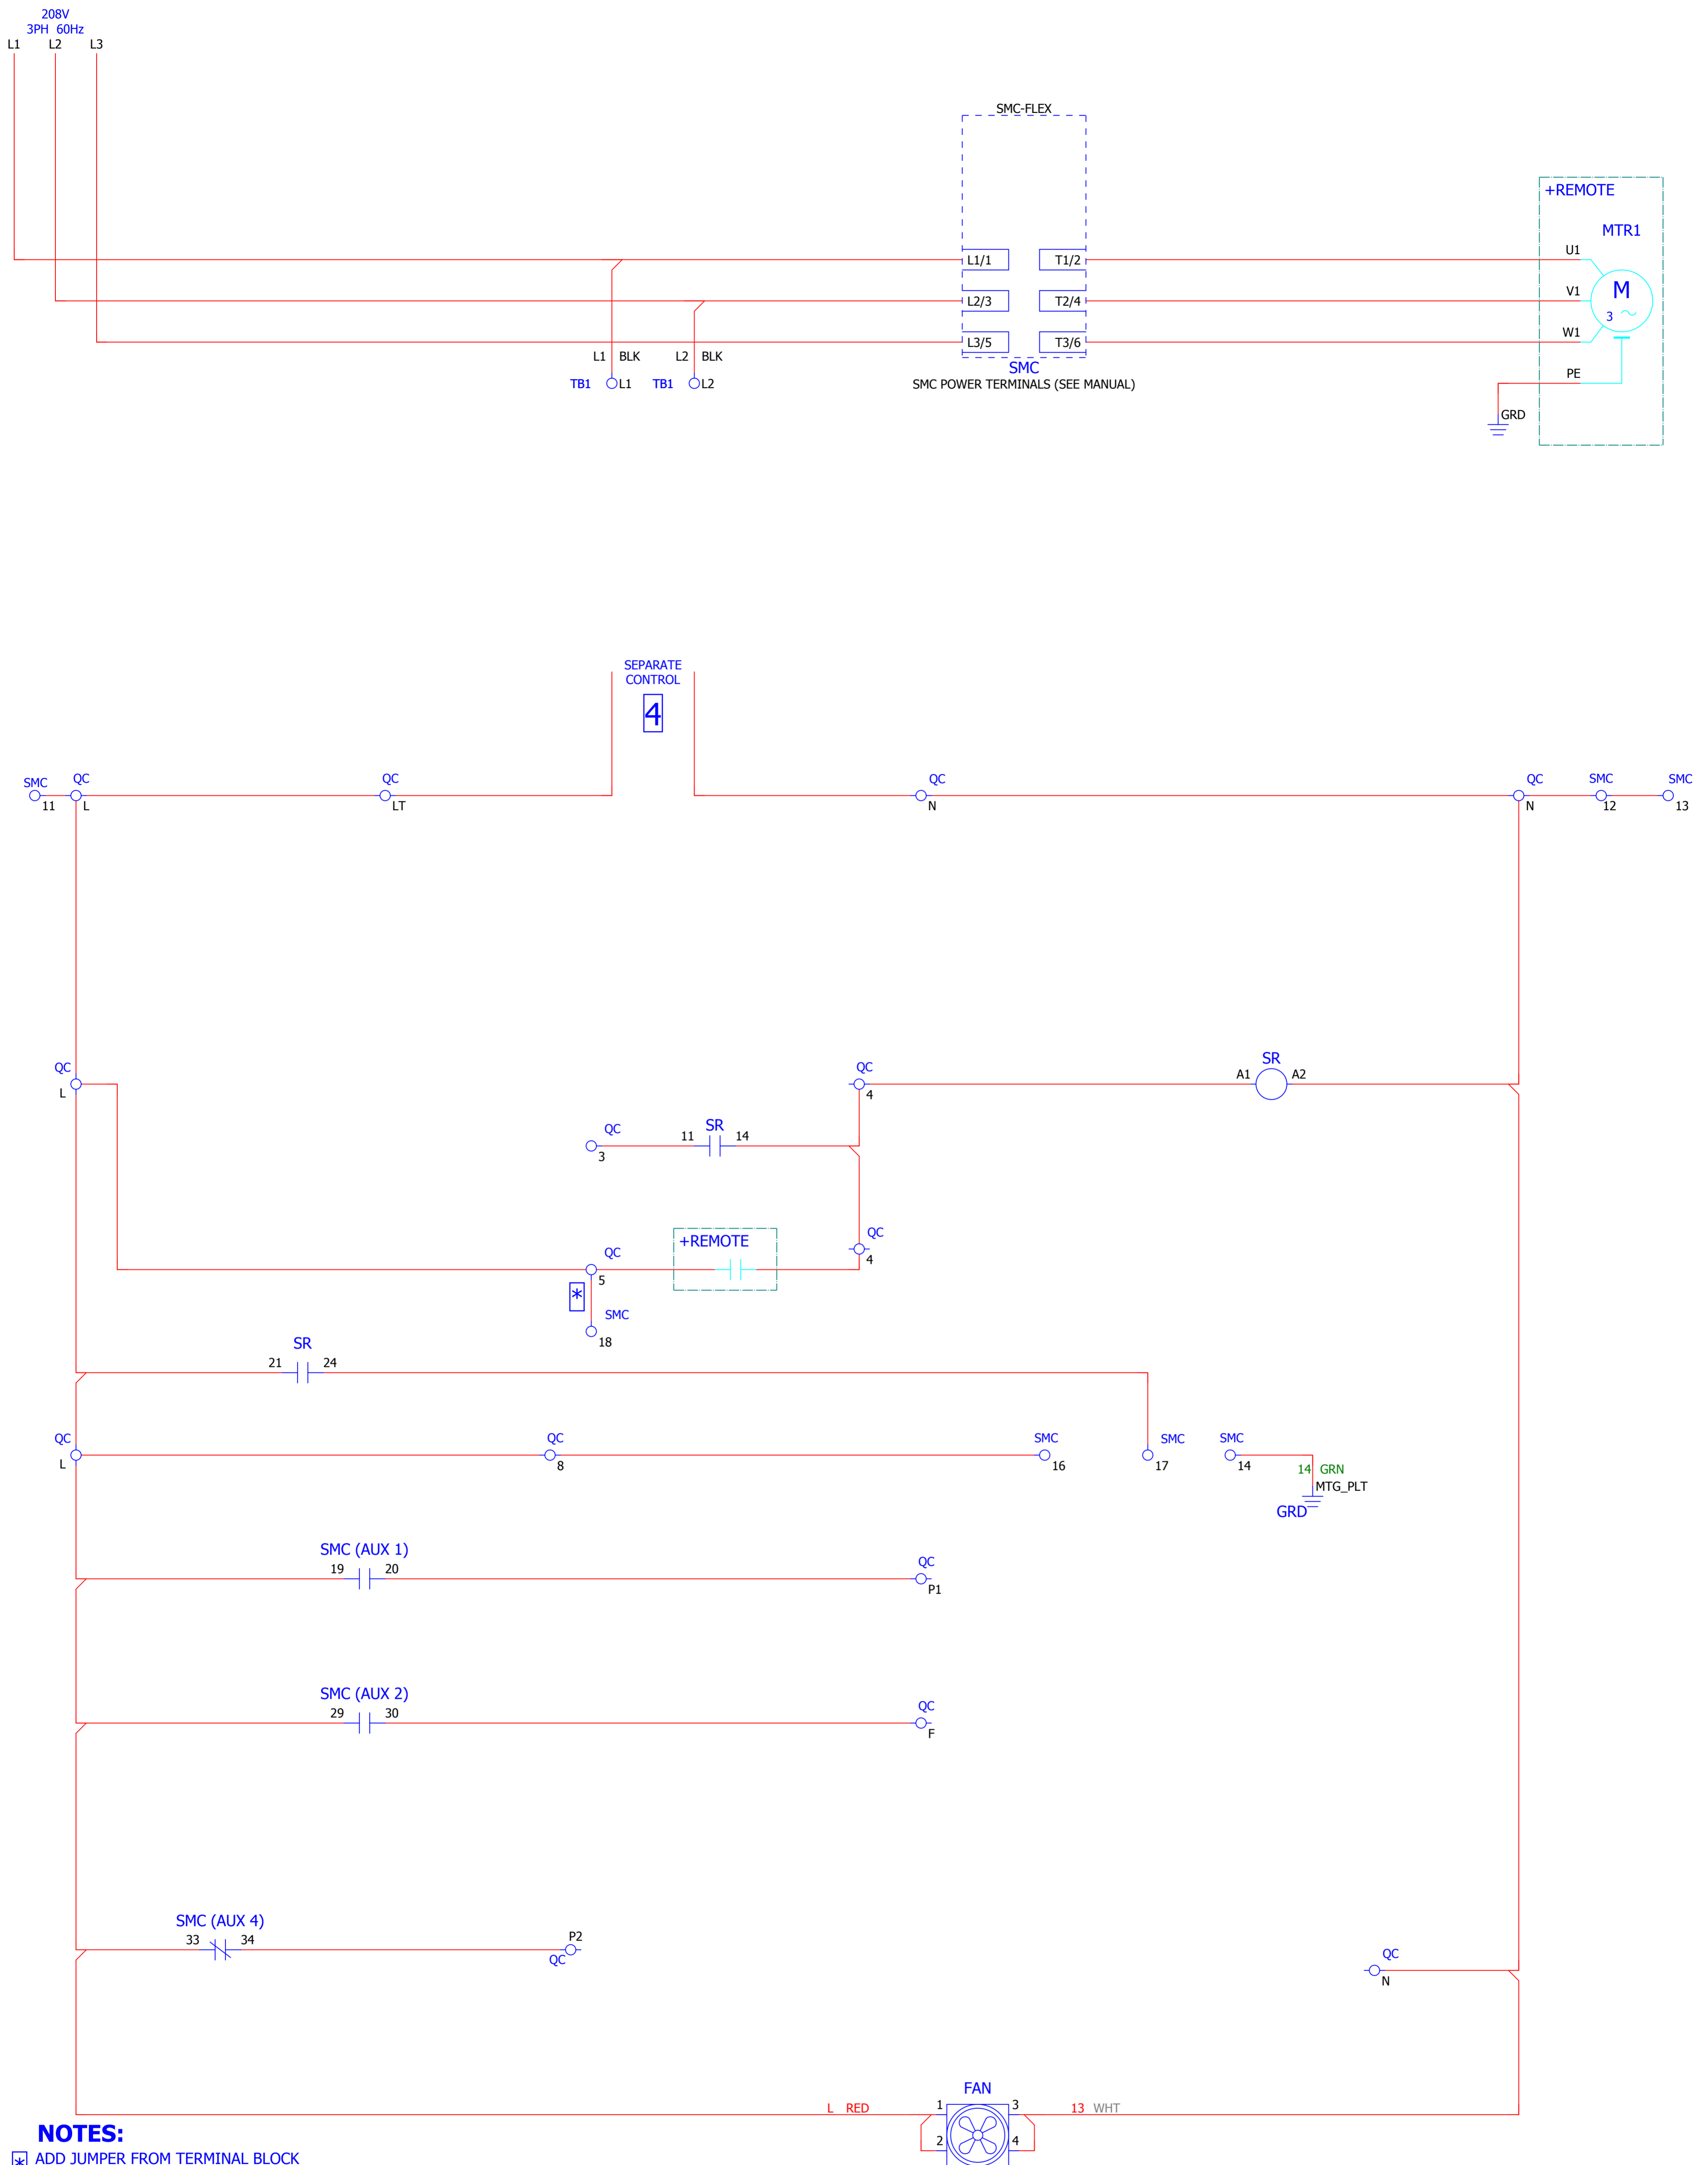 208V
3PH 60Hz
L1 L2 L3
SMC-FLEX
+REMOTE
MTR1
L1/1 T1/2 U1
L2/3 T2/4 V1 M
3
L3/5 T3/6 W1
L1 BLK L2 BLK
SMC
TB1 L1 TB1 L2
SMC POWER TERMINALS (SEE MANUAL)
PE
GRD
SEPARATE
CONTROL
4
SMC QC QC QC QC SMC SMC
11 L LT N N 12 13
QC QC SR
A1 A2
L 4
QC SR
11 14
3
QC
+REMOTE
4
QC
5
*
SMC
18
SR
21 24
QC QC SMC SMC SMC
L 8 16 17 14
14 GRN
MTG_PLT
GRD
SMC (AUX 1)
19 20 QC
P1
SMC (AUX 2)
29 30 QC
F
SMC (AUX 4)
33 34 P2
QC
QC
N
FAN
L RED 1 3 13 WHT
2 4
NOTES:
* ADD JUMPER FROM TERMINAL BLOCK